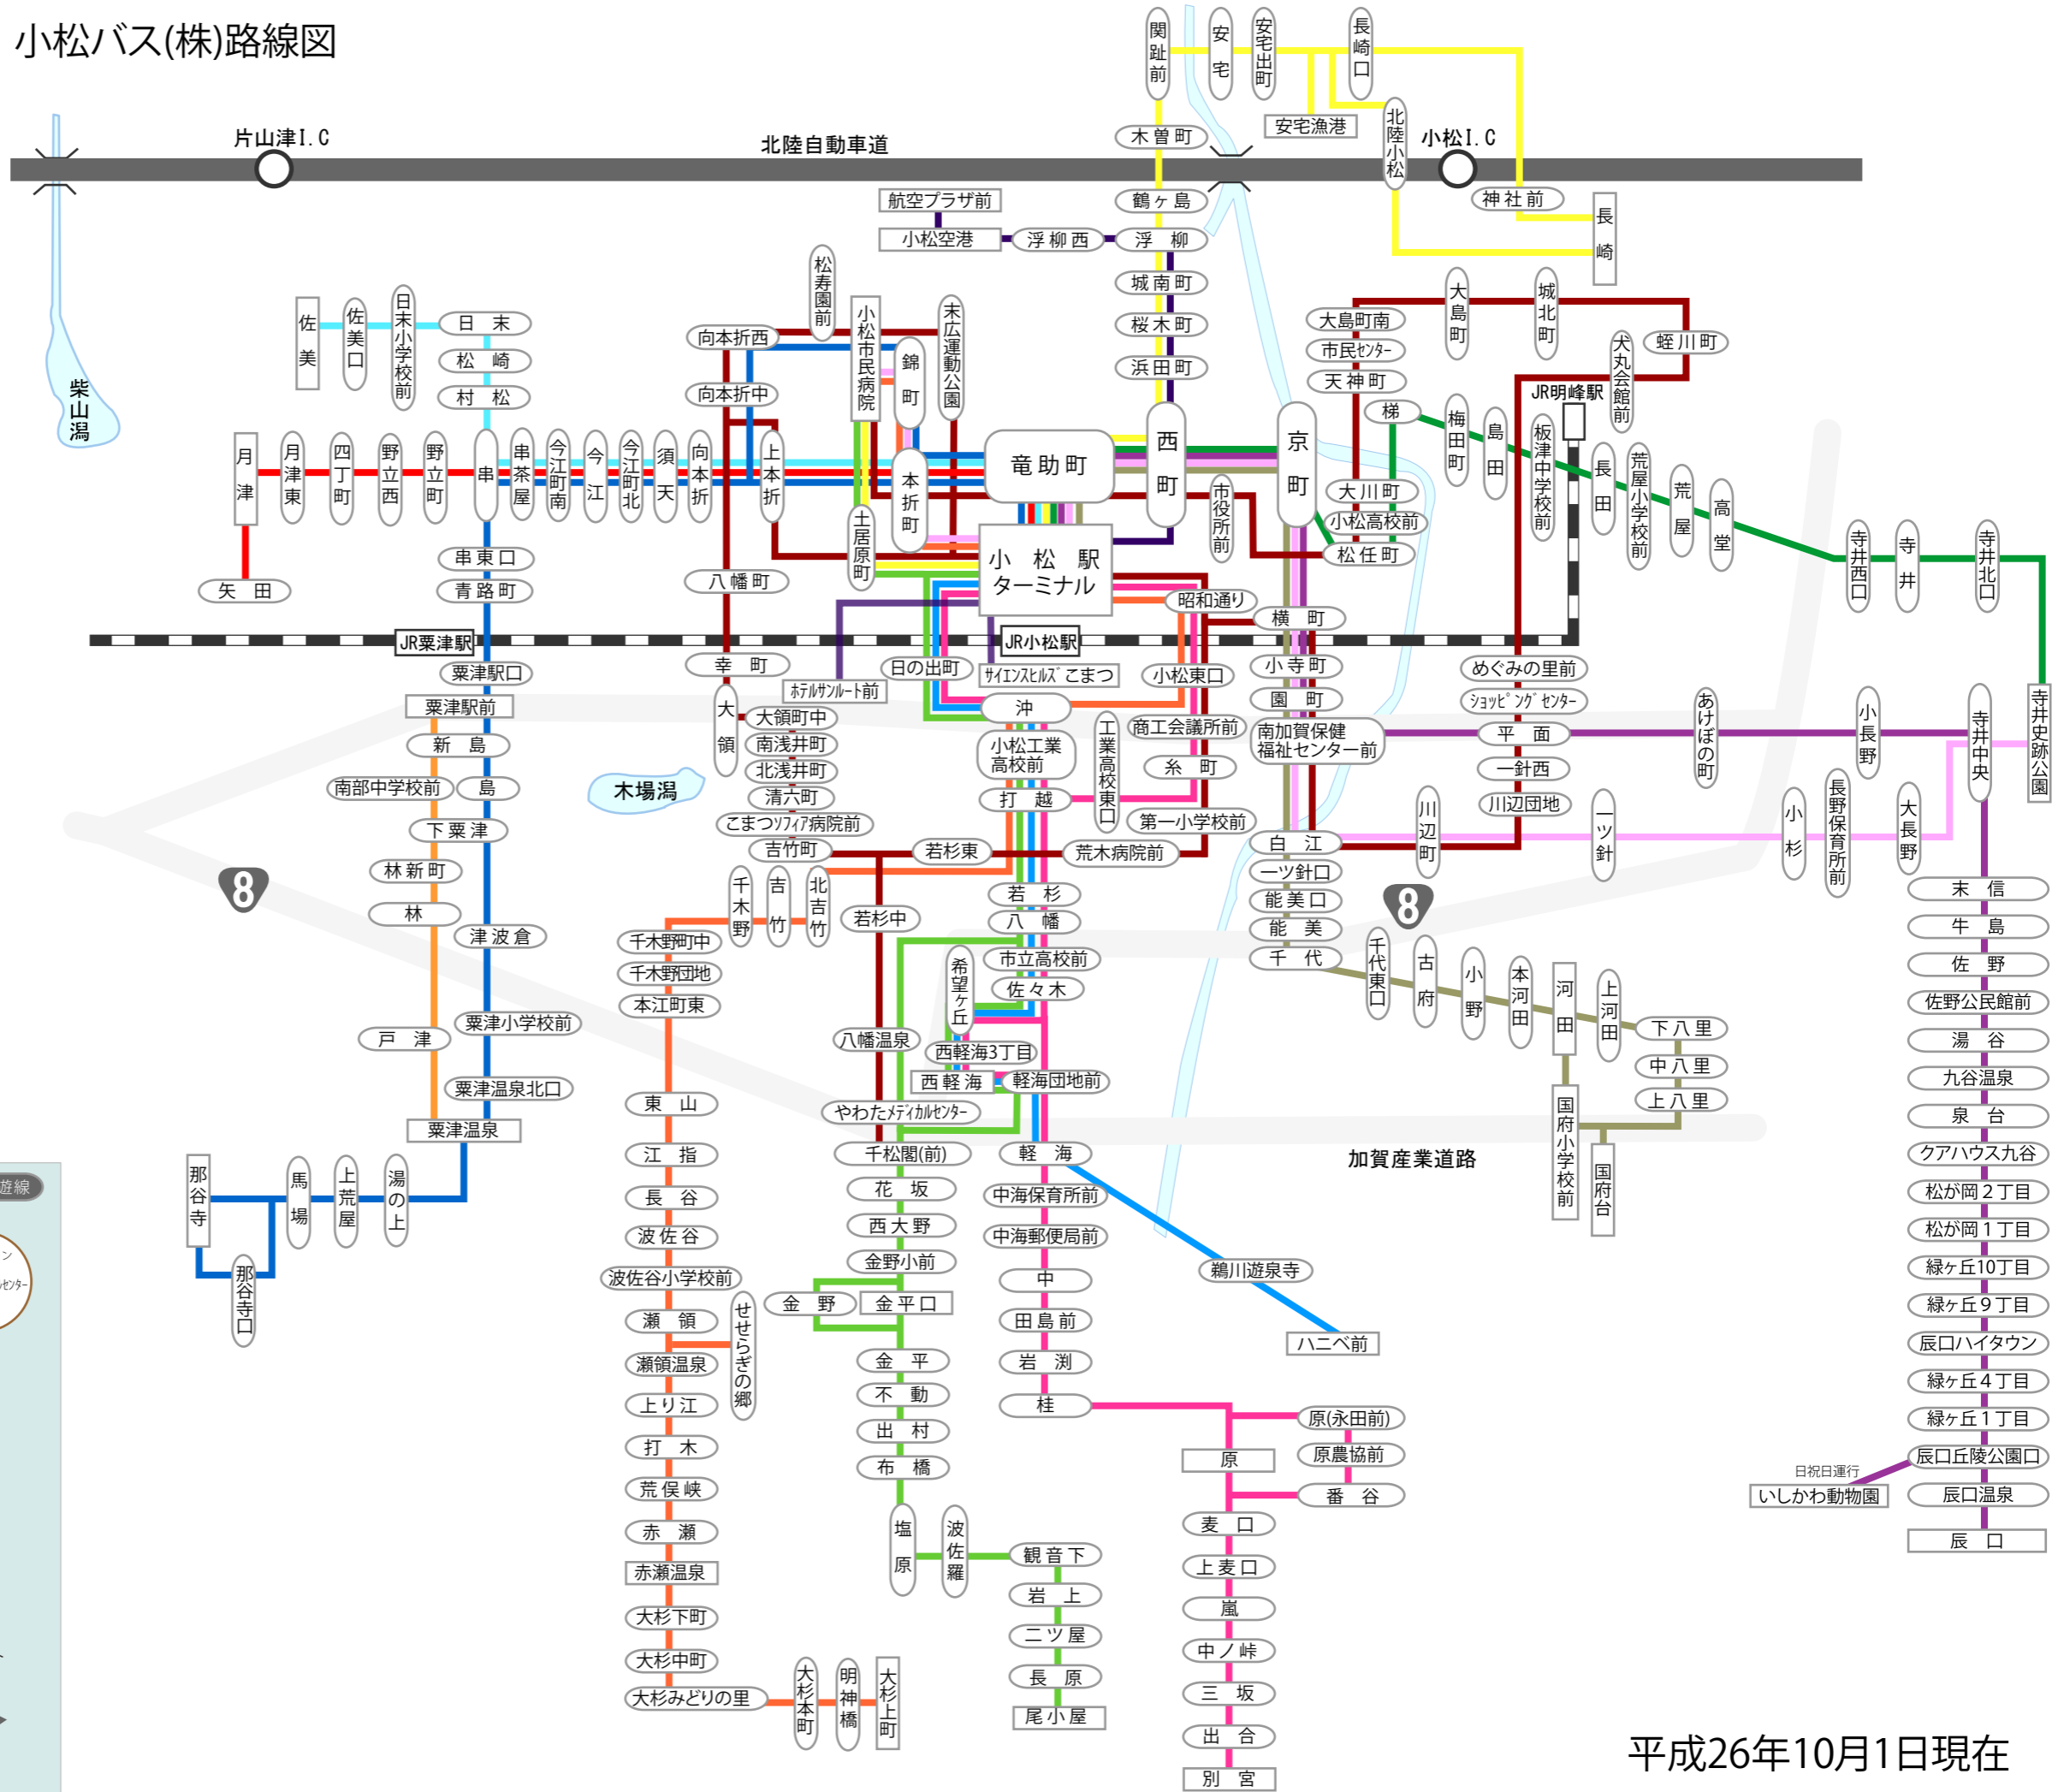 小松バス(株)路線図
片山津I.C
北陸自動車道
小松I.C
柴山潟
関趾前
安宅
安宅出町
長崎口
安宅漁港
北陸小松
神社前
長崎
木曽町
鶴ヶ島
航空プラザ前
小松空港
浮柳西
浮柳
城南町
桜木町
浜田町
佐美
佐美口
日末小学校前
日末
松崎
村松
月津
月津東
四丁町
野立西
野立町
串
串茶屋
今江町南
今江
今江町北
須天
向本折
上本折
矢田
串東口
青路町
向本折西
向本折中
松寿園前
小松市民病院
錦町
末広運動公園
本折町
土居原町
竜助町
西町
京町
市役所前
小松駅
ターミナル
大島町南
市民センター
天神町
大島町
城北町
蛭川町
犬丸会館前
JR明峰駅
梯
梅田町
島田
板津中学校前
長田
荒屋小学校前
荒屋
高堂
寺井西口
寺井
寺井北口
寺井史跡公園
大川町
小松高校前
松任町
八幡町
昭和通り
横町
JR粟津駅
JR小松駅
粟津駅口
粟津駅前
新島
南部中学校前
島
下粟津
林新町
林
津波倉
戸津
粟津小学校前
粟津温泉北口
粟津温泉
那谷寺
那谷寺口
馬場
上荒屋
湯の上
幸町
大領
ホテルサンルート前
日の出町
サイエンスヒルズこまつ
小松東口
小寺町
園町
めぐみの里前
ショッピングセンター
大領町中
南浅井町
北浅井町
清六町
こまつソフィア病院前
吉竹町
木場潟
沖
小松工業
高校前
打越
工業高校東口
商工会議所前
糸町
第一小学校前
南加賀保健
福祉センター前
平面
一針西
川辺団地
あけぼの町
小長野
寺井中央
若杉東
荒木病院前
白江
川辺町
一ツ針
小杉
長野保育所前
大長野
8
8
千木野
吉竹
北吉竹
若杉中
若杉
八幡
市立高校前
佐々木
希望ヶ丘
一ツ針口
能美口
能美
千代
千代東口
古府
小野
本河田
河田
上河田
下八里
中八里
上八里
国府小学校前
国府台
千木野町中
千木野団地
本江町東
八幡温泉
西軽海3丁目
西軽海
軽海団地前
やわたメディカルセンター
千松閣(前)
軽海
加賀産業道路
東山
江指
長谷
波佐谷
波佐谷小学校前
瀬領
せせらぎの郷
瀬領温泉
上り江
打木
荒俣峡
赤瀬
赤瀬温泉
大杉下町
大杉中町
大杉みどりの里
大杉本町
明神橋
大杉上町
花坂
西大野
金野小前
金野
金平口
金平
不動
出村
布橋
塩原
波佐羅
観音下
岩上
二ツ屋
長原
尾小屋
中海保育所前
中海郵便局前
中
田島前
岩渕
桂
鵜川遊泉寺
ハニベ前
原(永田前)
原農協前
原
番谷
麦口
上麦口
嵐
中ノ峠
三坂
出合
別宮
末信
牛島
佐野
佐野公民館前
湯谷
九谷温泉
泉台
クアハウス九谷
松が岡2丁目
松が岡1丁目
緑ヶ丘10丁目
緑ヶ丘9丁目
辰口ハイタウン
緑ヶ丘4丁目
緑ヶ丘1丁目
辰口丘陵公園口
日祝日運行
いしかわ動物園
辰口温泉
辰口
遊線
平成26年10月1日現在